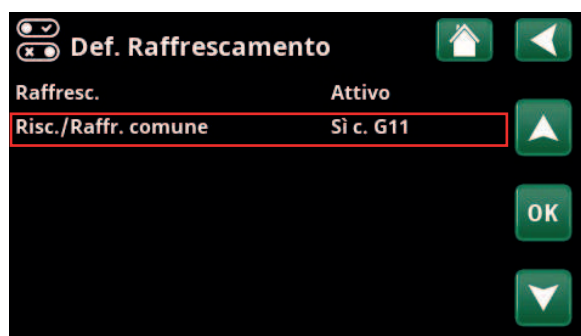 Def. Raffrescamento
Raffresc. Attivo
Risc./Raffr. comune Sì c. G11
OK